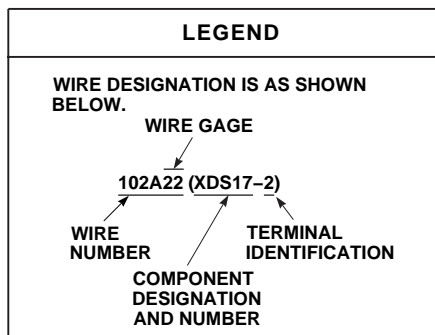 LEGEND
WIRE DESIGNATION IS AS SHOWN
BELOW.
WIRE GAGE
102A22 (XDS17-2)
WIRE
NUMBER
TERMINAL
IDENTIFICATION
COMPONENT
DESIGNATION
AND NUMBER